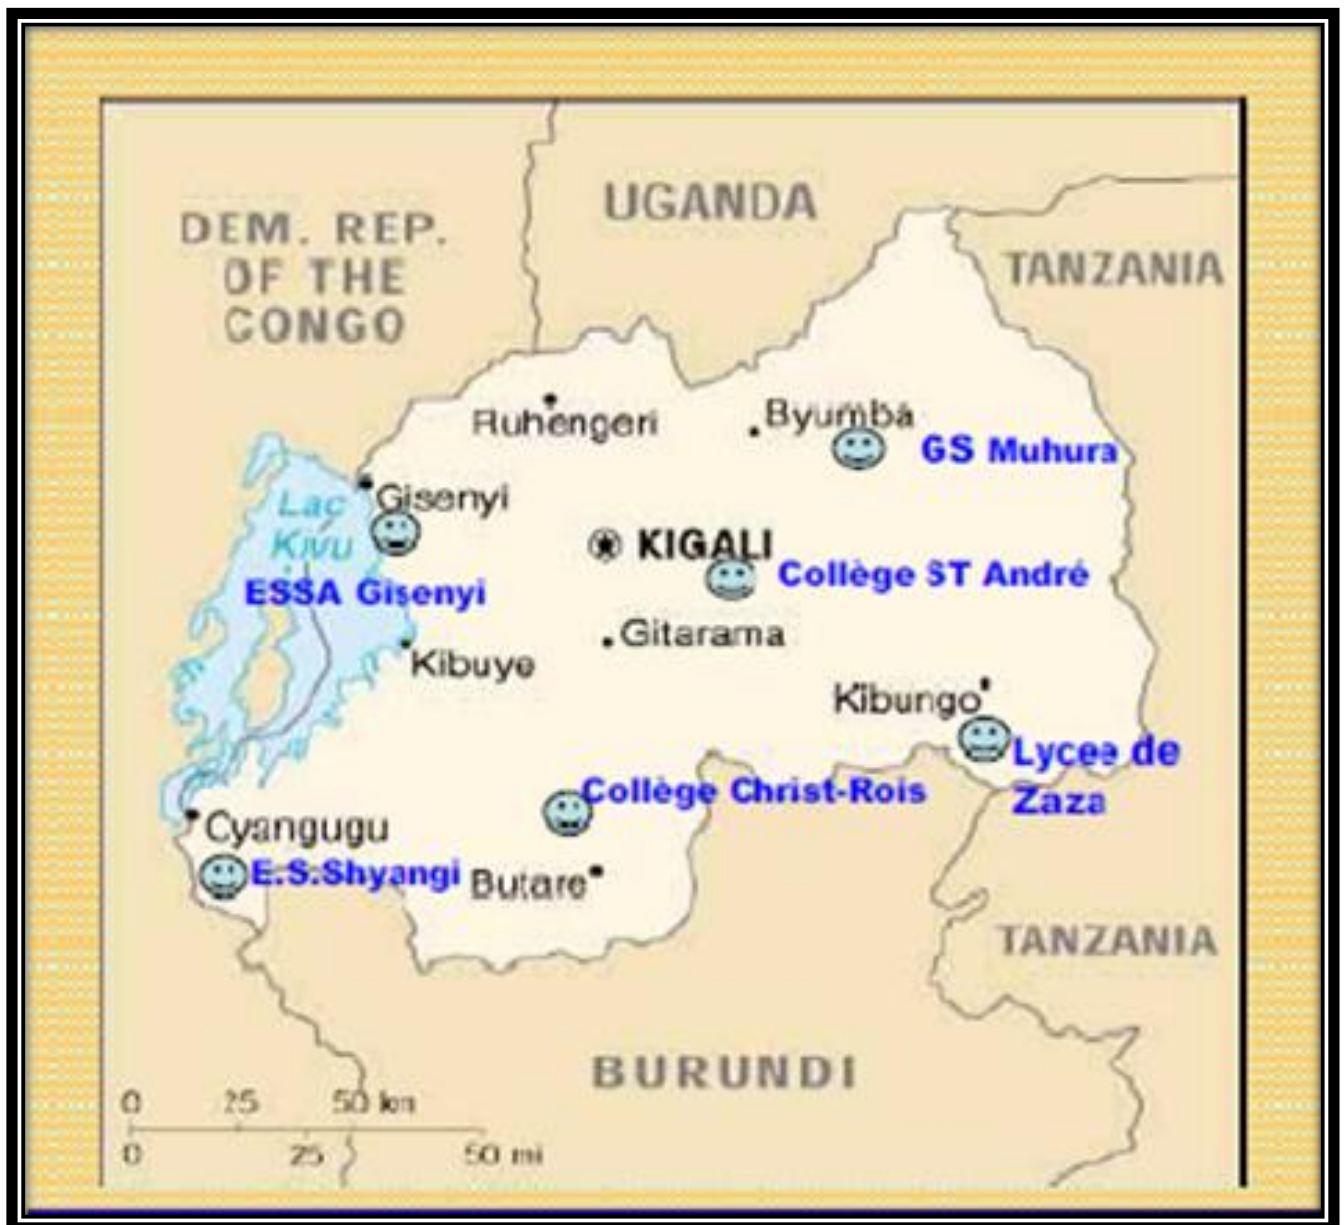 UGANDA
DEM. REP.
OF THE
CONGO
TANZANIA
Ruhengeri
Byumba
GS Muhura
Gisenyi
Lac
Kivu
KIGALI
Collège ST André
ESSA Gisenyi
Gitarama
Kibuye
Kibungo
Lycee de
Zaza
Collège Christ-Rois
Cyangugu
E.S.Shyangi
Butare
TANZANIA
BURUNDI
0 25 50 km
0 25 50 mi